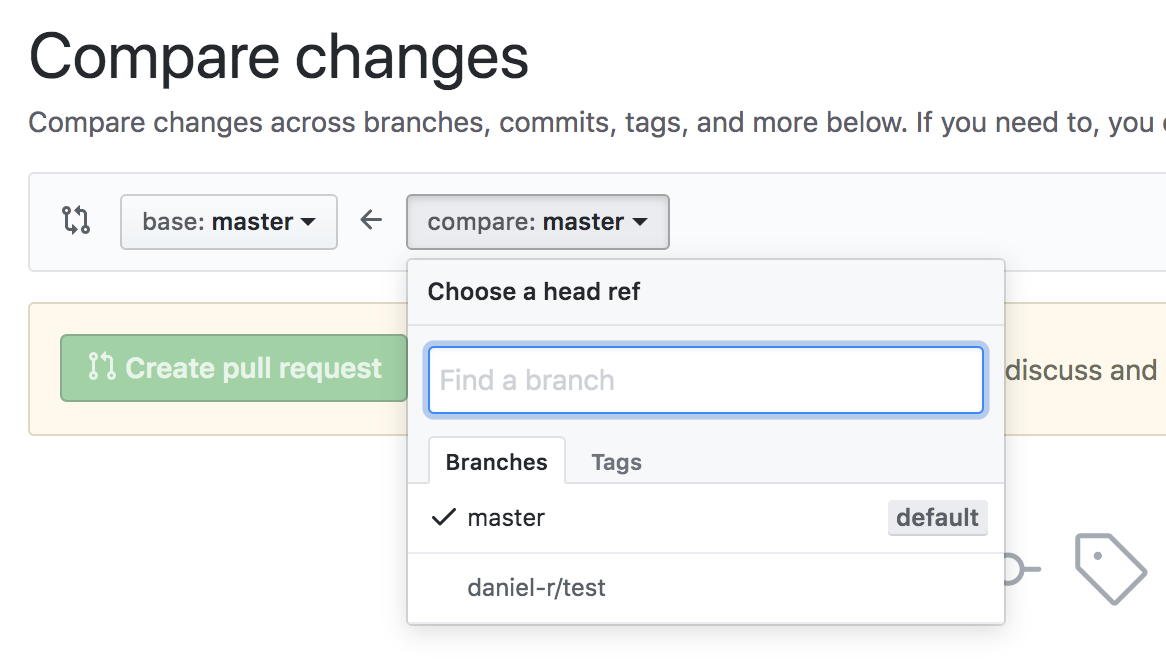 Compare changes
Compare changes across branches, commits, tags, and more below. If you need to, you
base: master
compare: master
Choose a head ref
Create pull request
Find a branch
discuss and
Branches
Tags
master
default
daniel-r/test